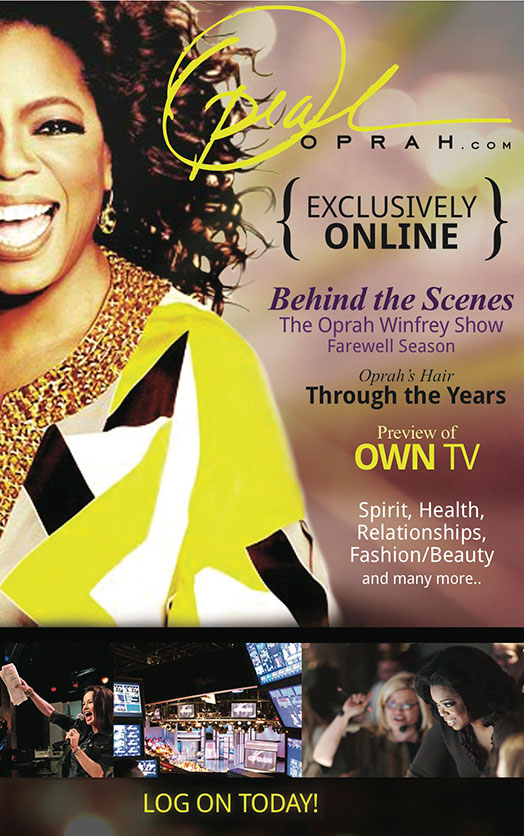 Oprah
OPRAH.COM
{ EXCLUSIVELY
ONLINE }
Behind the Scenes
The Oprah Winfrey Show
Farewell Season
Oprah's Hair
Through the Years
Preview of
OWN TV
Spirit, Health,
Relationships,
Fashion/Beauty
and many more..
LOG ON TODAY!